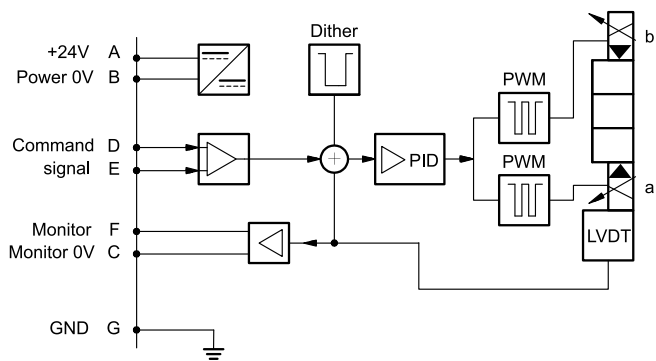 Dither
+24V A
Power 0V B
b
PWM
Command D
signal E
PID
PWM
a
Monitor F
Monitor 0V C
LVDT
GND G